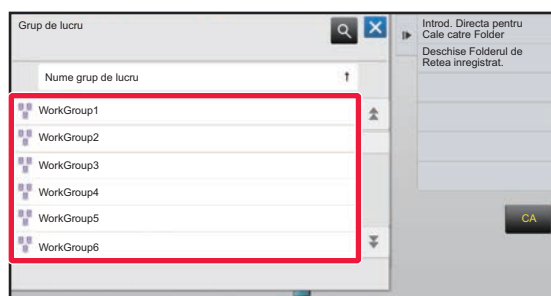 Grup de lucru
Nume grup de lucru
WorkGroup1
WorkGroup2
WorkGroup3
WorkGroup4
WorkGroup5
WorkGroup6
Introd. Directa pentru
Cale catre Folder
Deschise Folderul de
Retea inregistrat.
CA